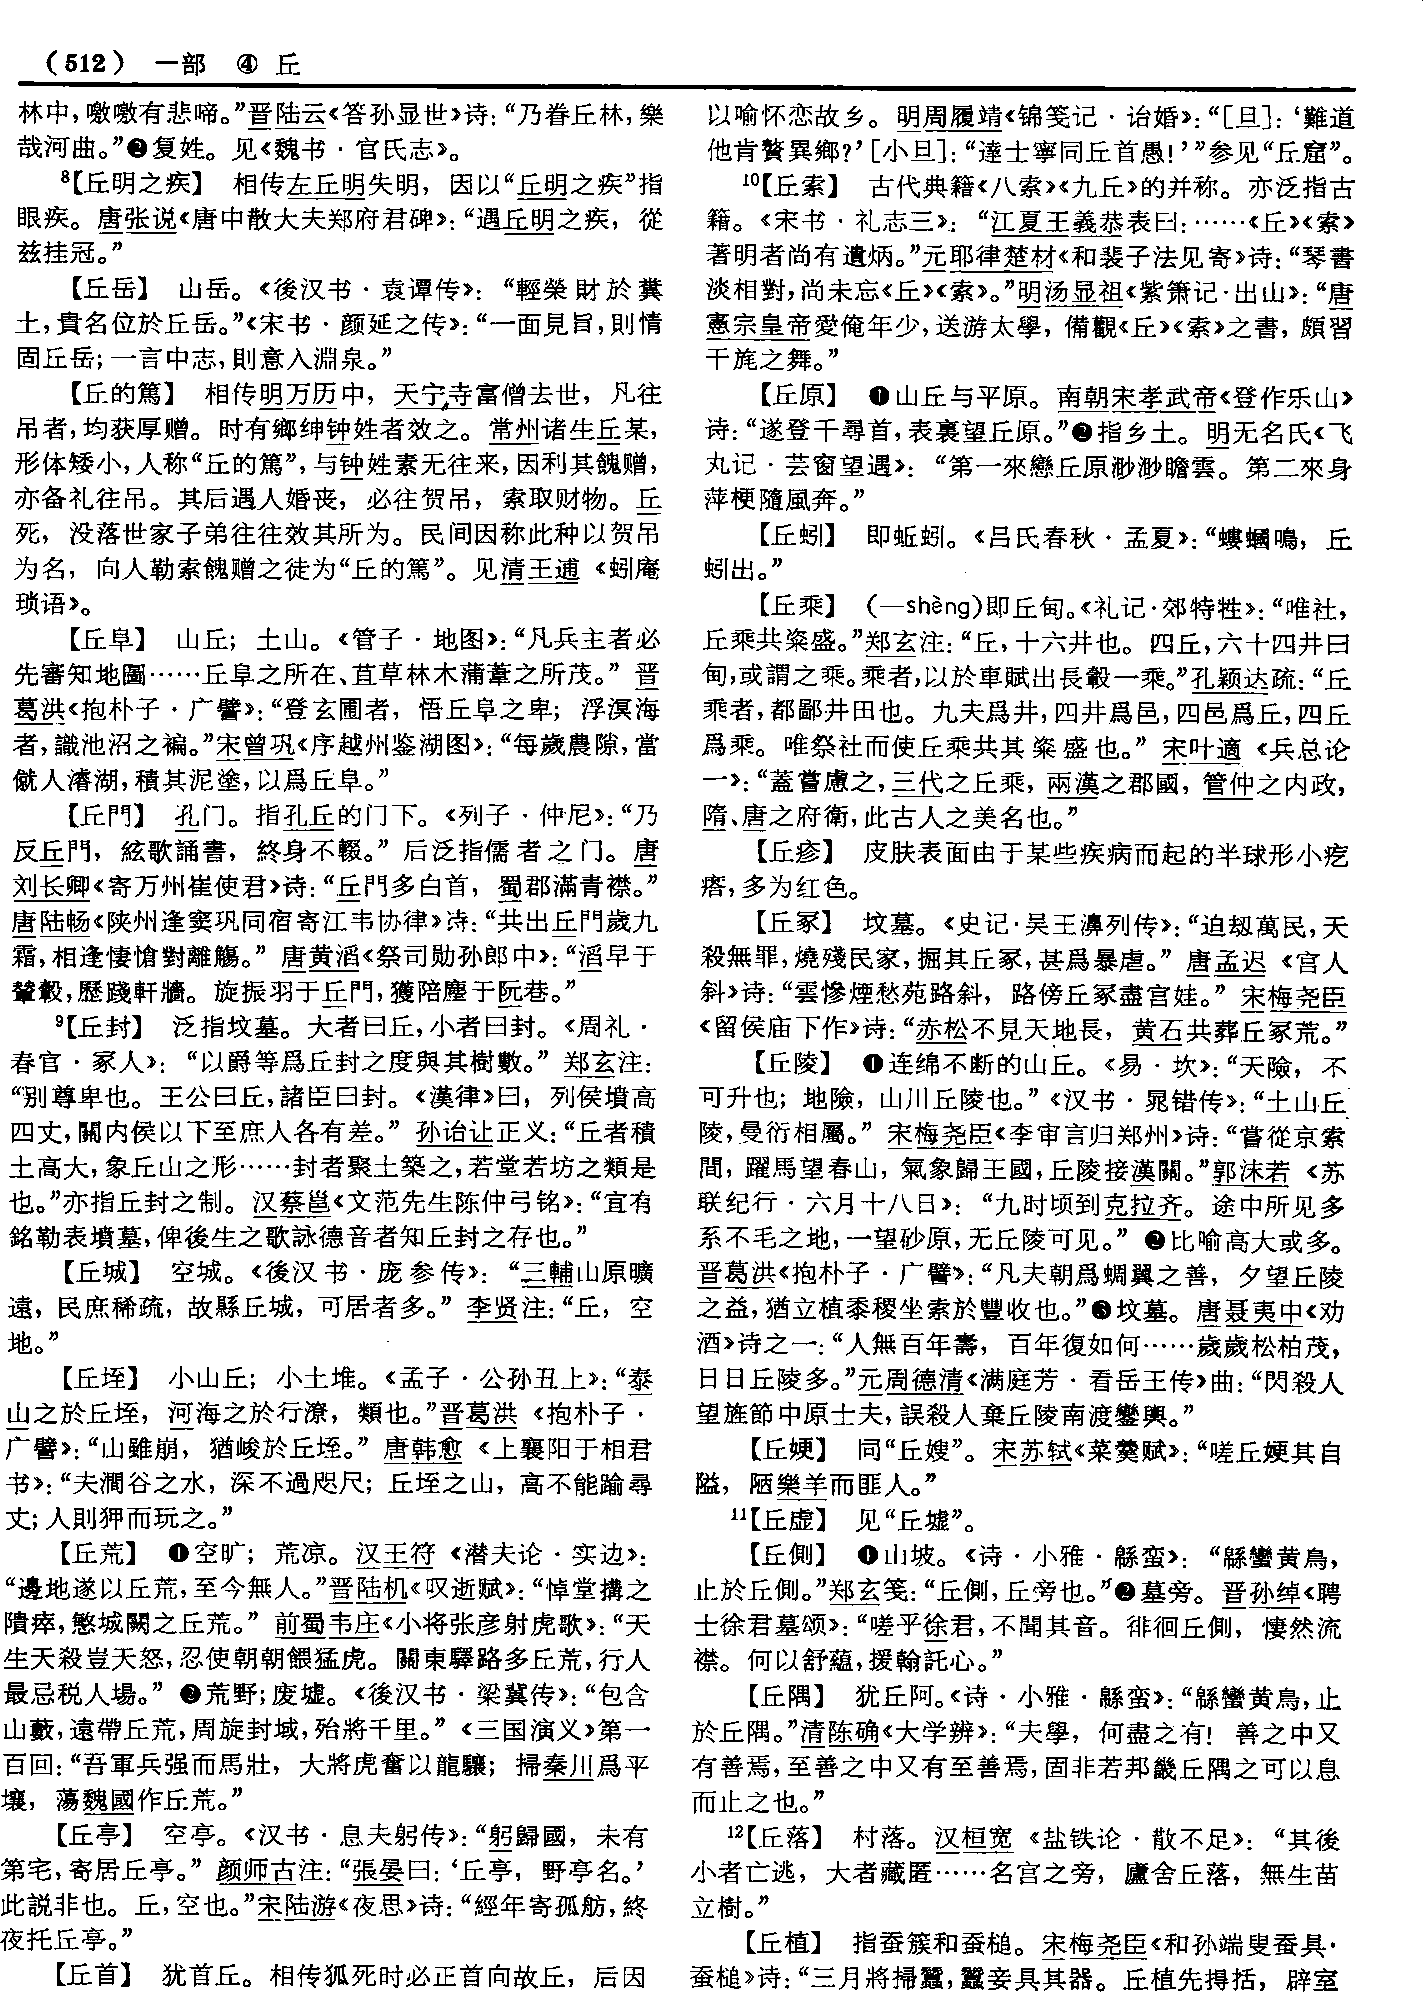 （512） 一部 ④ 丘
林中，噭噭有悲啼。”晋陆云《答孙显世》诗：“乃眷丘林，樂
哉河曲。”❷复姓。见《魏书·官氏志》。
⁸【丘明之疾】 相传左丘明失明，因以“丘明之疾”指
眼疾。唐张说《唐中散大夫郑府君碑》：“遇丘明之疾，從
兹挂冠。”
【丘岳】 山岳。《後汉书·袁谭传》：“輕榮財於糞
土，貴名位於丘岳。”《宋书·颜延之传》：“一面見旨，則情
固丘岳；一言中志，則意入淵泉。”
【丘的篤】 相传明万历中，天宁寺富僧去世，凡往
吊者，均获厚赠。时有鄉绅钟姓者效之。常州诸生丘某，
形体矮小，人称“丘的篤”，与钟姓素无往来，因利其餽赠，
亦备礼往吊。其后遇人婚丧，必往贺吊，索取财物。丘
死，没落世家子弟往往效其所为。民间因称此种以贺吊
为名，向人勒索餽赠之徒为“丘的篤”。见清王逋《蚓庵
琐语》。
【丘阜】 山丘；土山。《管子·地图》：“凡兵主者必
先審知地圖……丘阜之所在、苴草林木蒲葦之所茂。”晋
葛洪《抱朴子·广譬》：“登玄圃者，悟丘阜之卑；浮溟海
者，識池沼之褊。”宋曾巩《序越州鉴湖图》：“每歲農隙，當
僦人濬湖，積其泥塗，以爲丘阜。”
【丘門】 孔门。指孔丘的门下。《列子·仲尼》：“乃
反丘門，絃歌誦書，終身不輟。”后泛指儒者之门。唐
刘长卿《寄万州崔使君》诗：“丘門多白首，蜀郡滿青襟。”
唐陆畅《陕州逢窦巩同宿寄江韦协律》诗：“共出丘門歲九
霜，相逢悽愴對離觴。”唐黄滔《祭司勋孙郎中》：“滔早于
輦轂，歷踐軒牆。旋振羽于丘門，獲陪塵于阮巷。”
⁹【丘封】 泛指坟墓。大者曰丘，小者曰封。《周礼·
春官·冢人》：“以爵等爲丘封之度與其樹數。”郑玄注：
“别尊卑也。王公曰丘，諸臣曰封。《漢律》曰，列侯墳高
四丈，關内侯以下至庶人各有差。”孙诒让正义：“丘者積
土高大，象丘山之形……封者聚土築之，若堂若坊之類是
也。”亦指丘封之制。汉蔡邕《文范先生陈仲弓铭》：“宜有
銘勒表墳墓，俾後生之歌詠德音者知丘封之存也。”
【丘城】 空城。《後汉书·庞参传》：“三輔山原曠
遠，民庶稀疏，故縣丘城，可居者多。”李贤注：“丘，空
地。”
【丘垤】 小山丘；小土堆。《孟子·公孙丑上》：“泰
山之於丘垤，河海之於行潦，類也。”晋葛洪《抱朴子·
广譬》：“山雖崩，猶峻於丘垤。”唐韩愈《上襄阳于相君
书》：“夫澗谷之水，深不過咫尺；丘垤之山，高不能踰尋
丈；人則狎而玩之。”
【丘荒】 ❶空旷；荒凉。汉王符《潜夫论·实边》：
“邊地遂以丘荒，至今無人。”晋陆机《叹逝赋》：“悼堂搆之
隤瘁，慜城闕之丘荒。”前蜀韦庄《小将张彦射虎歌》：“天
生天殺豈天怒，忍使朝朝餵猛虎。關東驛路多丘荒，行人
最忌税人場。”❷荒野；废墟。《後汉书·梁冀传》：“包含
山藪，遠帶丘荒，周旋封域，殆將千里。”《三国演义》第一
百回：“吾軍兵强而馬壯，大將虎奮以龍驤；掃秦川爲平
壤，蕩魏國作丘荒。”
【丘亭】 空亭。《汉书·息夫躬传》：“躬歸國，未有
第宅，寄居丘亭。”颜师古注：“張晏曰：‘丘亭，野亭名。’
此説非也。丘，空也。”宋陆游《夜思》诗：“經年寄孤舫，終
夜托丘亭。”
【丘首】 犹首丘。相传狐死时必正首向故丘，后因
以喻怀恋故乡。明周履靖《锦笺记·诒婚》：“［旦］：‘難道
他肯贅異鄉？’［小旦］：“達士寧同丘首愚！’”参见“丘窟”。
¹⁰【丘索】 古代典籍《八索》《九丘》的并称。亦泛指古
籍。《宋书·礼志三》：“江夏王義恭表曰：……《丘》《索》
著明者尚有遺炳。”元耶律楚材《和裴子法见寄》诗：“琴書
淡相對，尚未忘《丘》《索》。”明汤显祖《紫箫记·出山》：“唐
憲宗皇帝愛俺年少，送游太學，備觀《丘》《索》之書，頗習
干旄之舞。”
【丘原】 ❶山丘与平原。南朝宋孝武帝《登作乐山》
诗：“遂登千尋首，表裏望丘原。”❷指乡土。明无名氏《飞
丸记·芸窗望遇》：“第一來戀丘原渺渺瞻雲。第二來身
萍梗隨風奔。”
【丘蚓】 即蚯蚓。《吕氏春秋·孟夏》：“螻蟈鳴，丘
蚓出。”
【丘乘】 （—shèng）即丘甸。《礼记·郊特牲》：“唯社，
丘乘共粢盛。”郑玄注：“丘，十六井也。四丘，六十四井曰
甸，或謂之乘。乘者，以於車賦出長轂一乘。”孔颖达疏：“丘
乘者，都鄙井田也。九夫爲井，四井爲邑，四邑爲丘，四丘
爲乘。唯祭社而使丘乘共其粢盛也。”宋叶適《兵总论
一》：“蓋嘗慮之，三代之丘乘，兩漢之郡國，管仲之内政，
隋、唐之府衛，此古人之美名也。”
【丘疹】 皮肤表面由于某些疾病而起的半球形小疙
瘩，多为红色。
【丘冢】 坟墓。《史记·吴王濞列传》：“迫刼萬民，天
殺無罪，燒殘民家，掘其丘冢，甚爲暴虐。”唐孟迟《宫人
斜》诗：“雲慘煙愁苑路斜，路傍丘冢盡宫娃。”宋梅尧臣
《留侯庙下作》诗：“赤松不見天地長，黄石共葬丘冢荒。”
【丘陵】 ❶连绵不断的山丘。《易·坎》：“天險，不
可升也；地險，山川丘陵也。”《汉书·晁错传》：“土山丘
陵，曼衍相屬。”宋梅尧臣《李审言归郑州》诗：“嘗從京索
間，躍馬望春山，氣象歸王國，丘陵接漢關。”郭沫若《苏
联纪行·六月十八日》：“九时顷到克拉齐。途中所见多
系不毛之地，一望砂原，无丘陵可见。”❷比喻高大或多。
晋葛洪《抱朴子·广譬》：“凡夫朝爲蜩翼之善，夕望丘陵
之益，猶立植黍稷坐索於豐收也。”❸坟墓。唐聂夷中《劝
酒》诗之一：“人無百年壽，百年復如何……歲歲松柏茂，
日日丘陵多。”元周德清《满庭芳·看岳王传》曲：“閃殺人
望旌節中原士夫，誤殺人棄丘陵南渡鑾輿。”
【丘㛮】 同“丘嫂”。宋苏轼《菜羹赋》：“嗟丘㛮其自
隘，陋樂羊而匪人。”
¹¹【丘虚】 见“丘墟”。
【丘側】 ❶山坡。《诗·小雅·緜蛮》：“緜蠻黄鳥，
止於丘側。”郑玄笺：“丘側，丘旁也。”❷墓旁。晋孙绰《聘
士徐君墓颂》：“嗟乎徐君，不聞其音。徘徊丘側，悽然流
襟。何以舒蕴，援翰託心。”
【丘隅】 犹丘阿。《诗·小雅·緜蛮》：“緜蠻黄鳥，止
於丘隅。”清陈确《大学辨》：“夫學，何盡之有！善之中又
有善焉，至善之中又有至善焉，固非若邦畿丘隅之可以息
而止之也。”
¹²【丘落】 村落。汉桓宽《盐铁论·散不足》：“其後
小者亡逃，大者藏匿……名宫之旁，廬舍丘落，無生苗
立樹。”
【丘植】 指蚕簇和蚕槌。宋梅尧臣《和孙端叟蚕具·
蚕槌》诗：“三月將掃蠶，蠶妾具其器。丘植先挦括，辟室